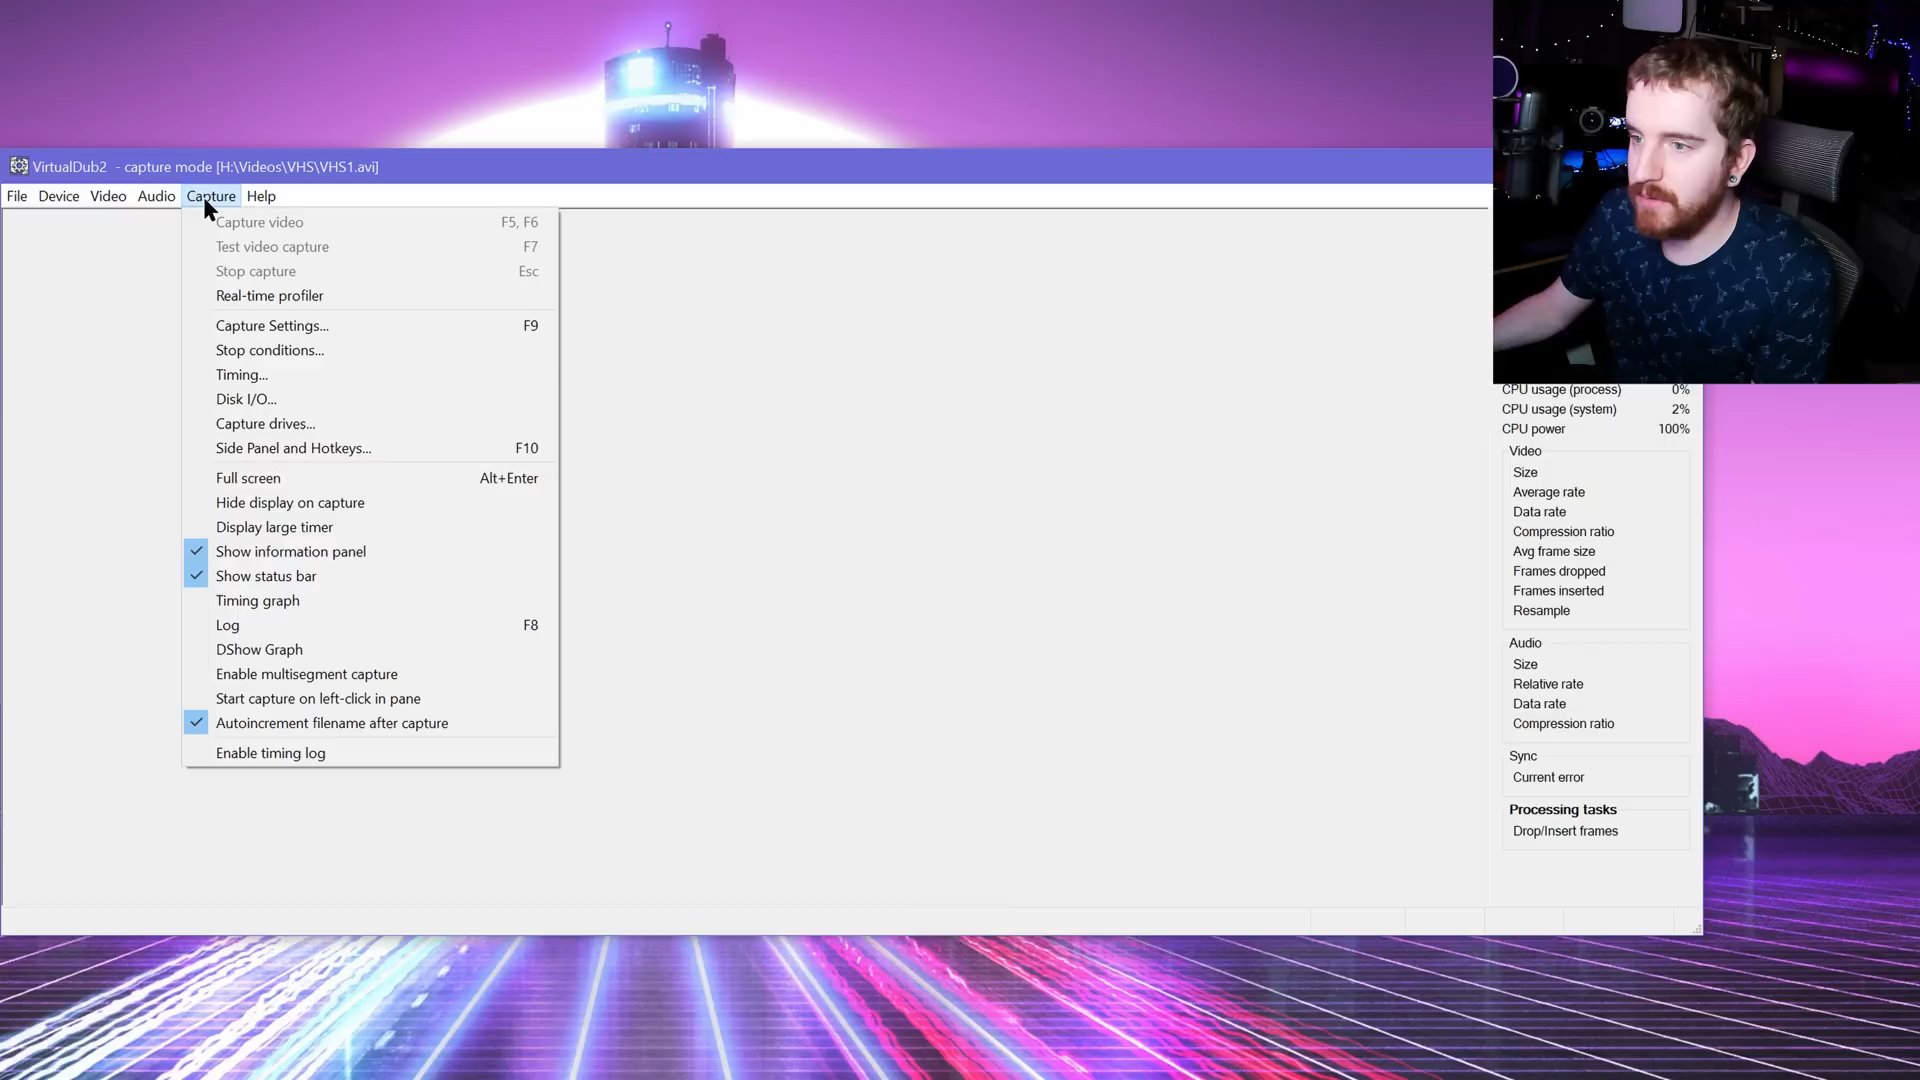 VirtualDub2 - capture mode [H:\Videos\VHS\VHS1.avi]
File Device Video Audio Capture Help
Capture video F5, F6
Test video capture F7
Stop capture Esc
Real-time profiler
Capture Settings... F9
Stop conditions...
Timing...
Disk I/O...
Capture drives...
Side Panel and Hotkeys... F10
Full screen Alt+Enter
Hide display on capture
Display large timer
Show information panel
Show status bar
Timing graph
Log F8
DShow Graph
Enable multisegment capture
Start capture on left-click in pane
Autoincrement filename after capture
Enable timing log
CPU usage (process) 0%
CPU usage (system) 2%
CPU power 100%
Video
Size
Average rate
Data rate
Compression ratio
Avg frame size
Frames dropped
Frames inserted
Resample
Audio
Size
Relative rate
Data rate
Compression ratio
Sync
Current error
Processing tasks
Drop/Insert frames